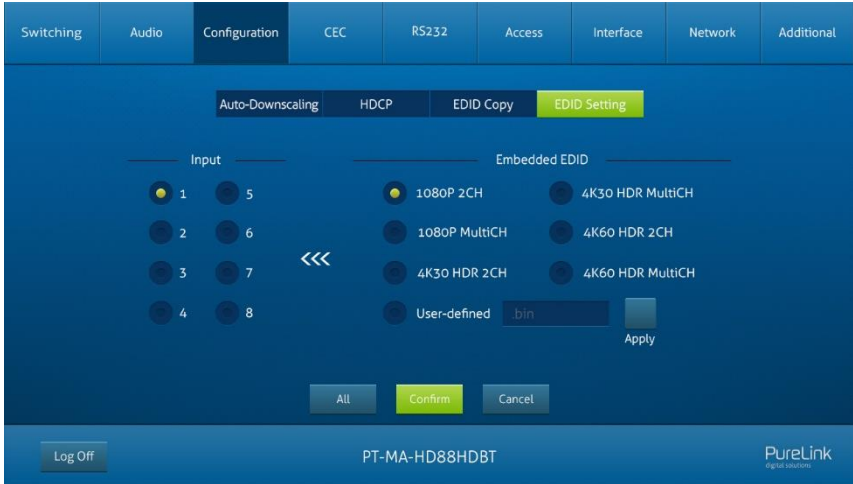 Switching Audio Configuration CEC RS232 Access Interface Network Additional
Auto-Downscaling HDCP EDID Copy EDID Setting
Input Embedded EDID
1 5 1080P 2CH 4K30 HDR MultiCH
2 6 1080P MultiCH 4K60 HDR 2CH
<<<
3 7 4K30 HDR 2CH 4K60 HDR MultiCH
4 8 User-defined .bin
Apply
All Confirm Cancel
Log Off PT-MA-HD88HDBT PureLink
digital solutions